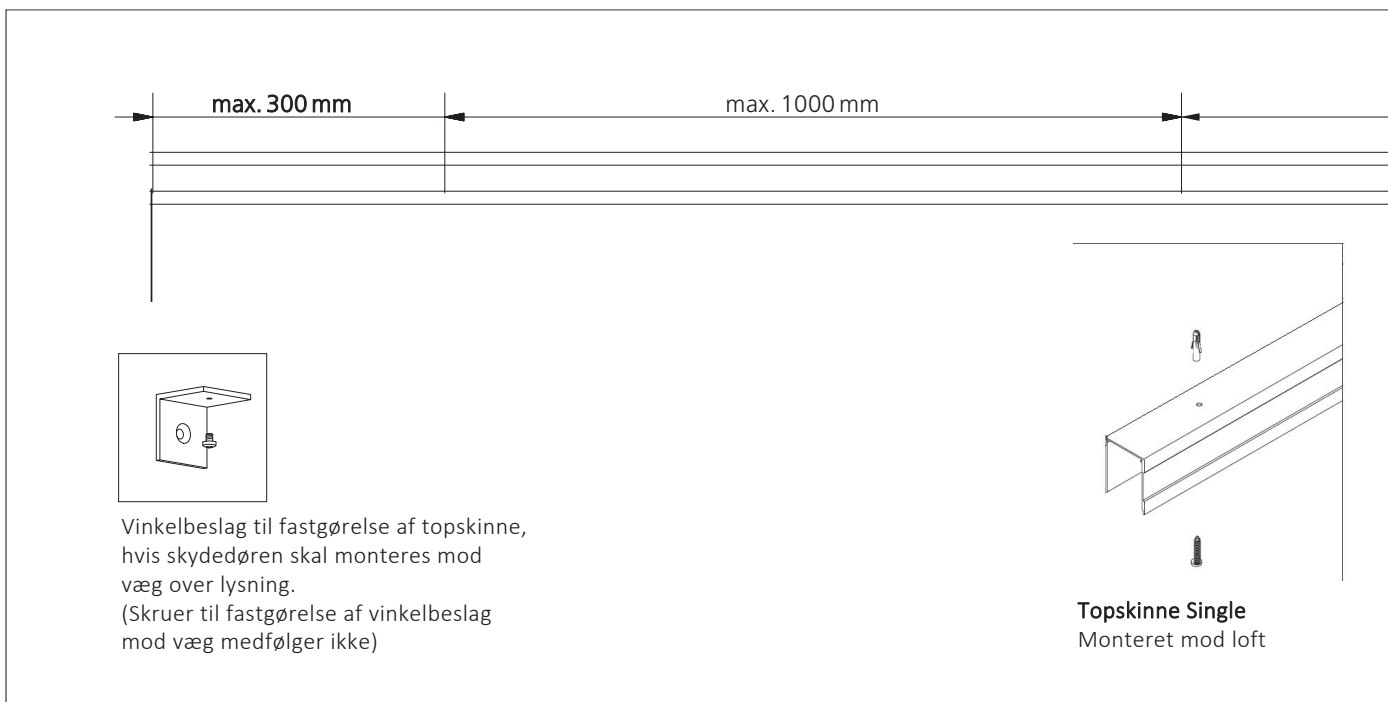 max. 300 mm
max. 1000 mm
Vinkelbeslag til fastgørelse af topskinne,
hvis skydedøren skal monteres mod
væg over lysning.
(Skruer til fastgørelse af vinkelbeslag
mod væg medfølger ikke)
Topskinne Single
Monteret mod loft